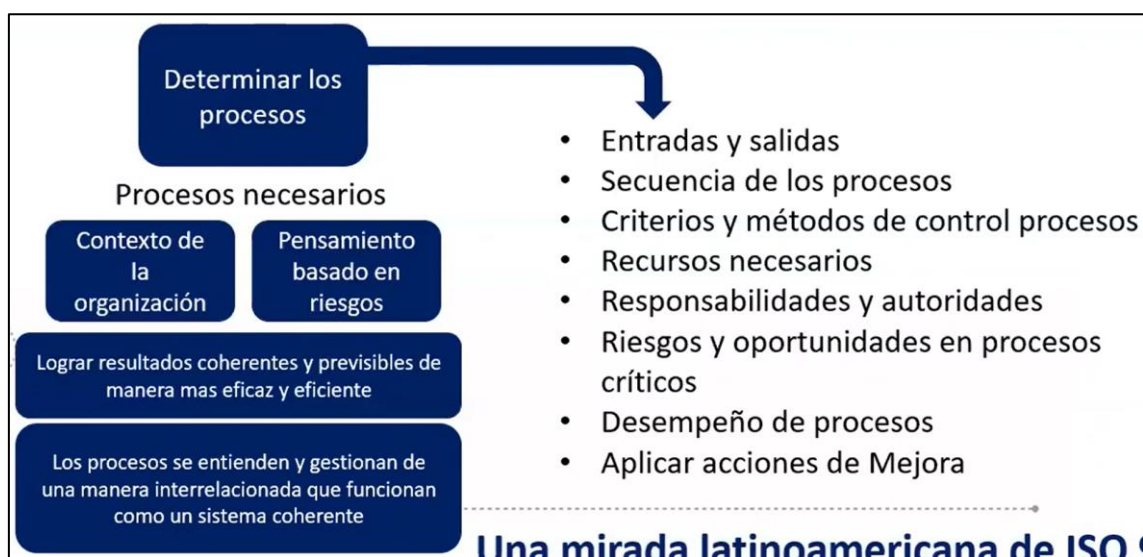 Determinar los
procesos
Procesos necesarios
Contexto de
la
organización
Pensamiento
basado en
riesgos
Lograr resultados coherentes y previsibles de
manera mas eficaz y eficiente
Los procesos se entienden y gestionan de
una manera interrelacionada que funcionan
como un sistema coherente
• Entradas y salidas
• Secuencia de los procesos
• Criterios y métodos de control procesos
• Recursos necesarios
• Responsabilidades y autoridades
• Riesgos y oportunidades en procesos
críticos
• Desempeño de procesos
• Aplicar acciones de Mejora
Una mirada latinoamericana de ISO